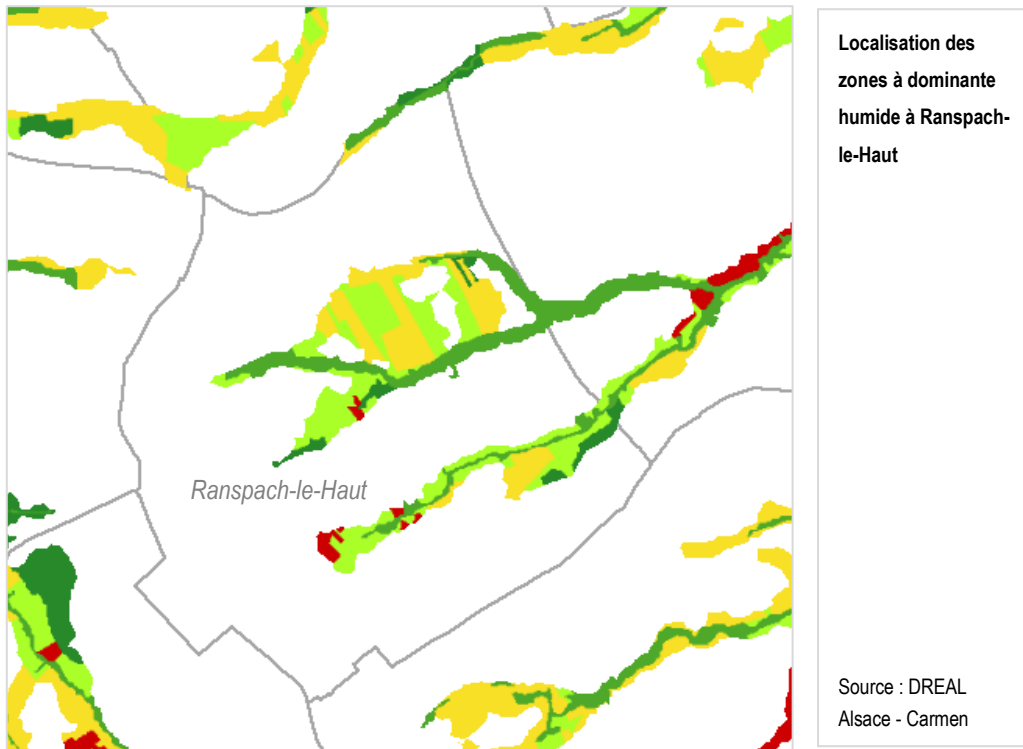 Localisation des
zones à dominante
humide à Ranspach-
le-Haut
Ranspach-le-Haut
Source : DREAL
Alsace - Carmen